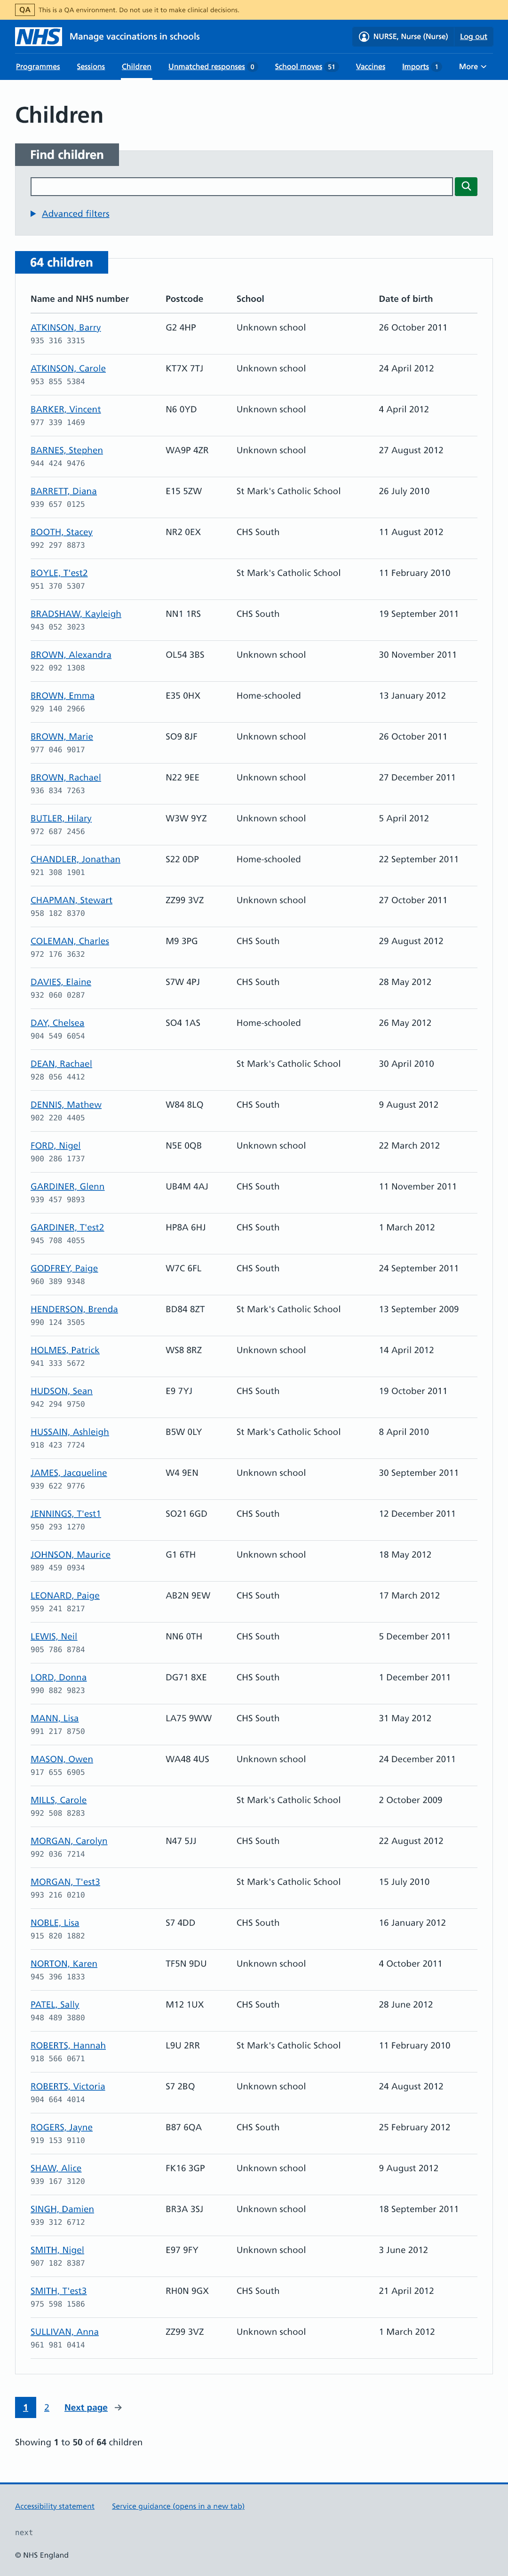 QA This is a QA environment. Do not use it to make clinical decisions.
NHS Manage vaccinations in schools NURSE, Nurse (Nurse) Log out
Programmes Sessions Children Unmatched responses 0 School moves 51 Vaccines Imports 1 More
Children
Find children
Advanced filters
64 children
Name and NHS number Postcode School Date of birth
ATKINSON, Barry G2 4HP Unknown school 26 October 2011
935 316 3315
ATKINSON, Carole KT7X 7TJ Unknown school 24 April 2012
953 855 5384
BARKER, Vincent N6 0YD Unknown school 4 April 2012
977 339 1469
BARNES, Stephen WA9P 4ZR Unknown school 27 August 2012
944 424 9476
BARRETT, Diana E15 5ZW St Mark's Catholic School 26 July 2010
939 657 0125
BOOTH, Stacey NR2 0EX CHS South 11 August 2012
992 297 8873
BOYLE, T'est2 St Mark's Catholic School 11 February 2010
951 370 5307
BRADSHAW, Kayleigh NN1 1RS CHS South 19 September 2011
943 052 3023
BROWN, Alexandra OL54 3BS Unknown school 30 November 2011
922 092 1308
BROWN, Emma E35 0HX Home-schooled 13 January 2012
929 140 2966
BROWN, Marie SO9 8JF Unknown school 26 October 2011
977 046 9017
BROWN, Rachael N22 9EE Unknown school 27 December 2011
936 834 7263
BUTLER, Hilary W3W 9YZ Unknown school 5 April 2012
972 687 2456
CHANDLER, Jonathan S22 0DP Home-schooled 22 September 2011
921 308 1901
CHAPMAN, Stewart ZZ99 3VZ Unknown school 27 October 2011
958 182 8370
COLEMAN, Charles M9 3PG CHS South 29 August 2012
972 176 3632
DAVIES, Elaine S7W 4PJ CHS South 28 May 2012
932 060 0287
DAY, Chelsea SO4 1AS Home-schooled 26 May 2012
904 549 6054
DEAN, Rachael St Mark's Catholic School 30 April 2010
928 056 4412
DENNIS, Mathew W84 8LQ CHS South 9 August 2012
902 220 4405
FORD, Nigel N5E 0QB Unknown school 22 March 2012
900 286 1737
GARDINER, Glenn UB4M 4AJ CHS South 11 November 2011
939 457 9893
GARDINER, T'est2 HP8A 6HJ CHS South 1 March 2012
945 708 4055
GODFREY, Paige W7C 6FL CHS South 24 September 2011
960 389 9348
HENDERSON, Brenda BD84 8ZT St Mark's Catholic School 13 September 2009
990 124 3505
HOLMES, Patrick WS8 8RZ Unknown school 14 April 2012
941 333 5672
HUDSON, Sean E9 7YJ CHS South 19 October 2011
942 294 9750
HUSSAIN, Ashleigh B5W 0LY St Mark's Catholic School 8 April 2010
918 423 7724
JAMES, Jacqueline W4 9EN Unknown school 30 September 2011
939 622 9776
JENNINGS, T'est1 SO21 6GD CHS South 12 December 2011
950 293 1270
JOHNSON, Maurice G1 6TH Unknown school 18 May 2012
989 459 0934
LEONARD, Paige AB2N 9EW CHS South 17 March 2012
959 241 8217
LEWIS, Neil NN6 0TH CHS South 5 December 2011
905 786 8784
LORD, Donna DG71 8XE CHS South 1 December 2011
990 882 9823
MANN, Lisa LA75 9WW CHS South 31 May 2012
991 217 8750
MASON, Owen WA48 4US Unknown school 24 December 2011
917 655 6905
MILLS, Carole St Mark's Catholic School 2 October 2009
992 508 8283
MORGAN, Carolyn N47 5JJ CHS South 22 August 2012
992 036 7214
MORGAN, T'est3 St Mark's Catholic School 15 July 2010
993 216 0210
NOBLE, Lisa S7 4DD CHS South 16 January 2012
915 820 1882
NORTON, Karen TF5N 9DU Unknown school 4 October 2011
945 396 1833
PATEL, Sally M12 1UX CHS South 28 June 2012
948 489 3880
ROBERTS, Hannah L9U 2RR St Mark's Catholic School 11 February 2010
918 566 0671
ROBERTS, Victoria S7 2BQ Unknown school 24 August 2012
904 664 4014
ROGERS, Jayne B87 6QA CHS South 25 February 2012
919 153 9110
SHAW, Alice FK16 3GP Unknown school 9 August 2012
939 167 3120
SINGH, Damien BR3A 3SJ Unknown school 18 September 2011
939 312 6712
SMITH, Nigel E97 9FY Unknown school 3 June 2012
907 182 8387
SMITH, T'est3 RH0N 9GX CHS South 21 April 2012
975 598 1586
SULLIVAN, Anna ZZ99 3VZ Unknown school 1 March 2012
961 981 0414
1 2 Next page →
Showing 1 to 50 of 64 children
Accessibility statement Service guidance (opens in a new tab)
next
© NHS England